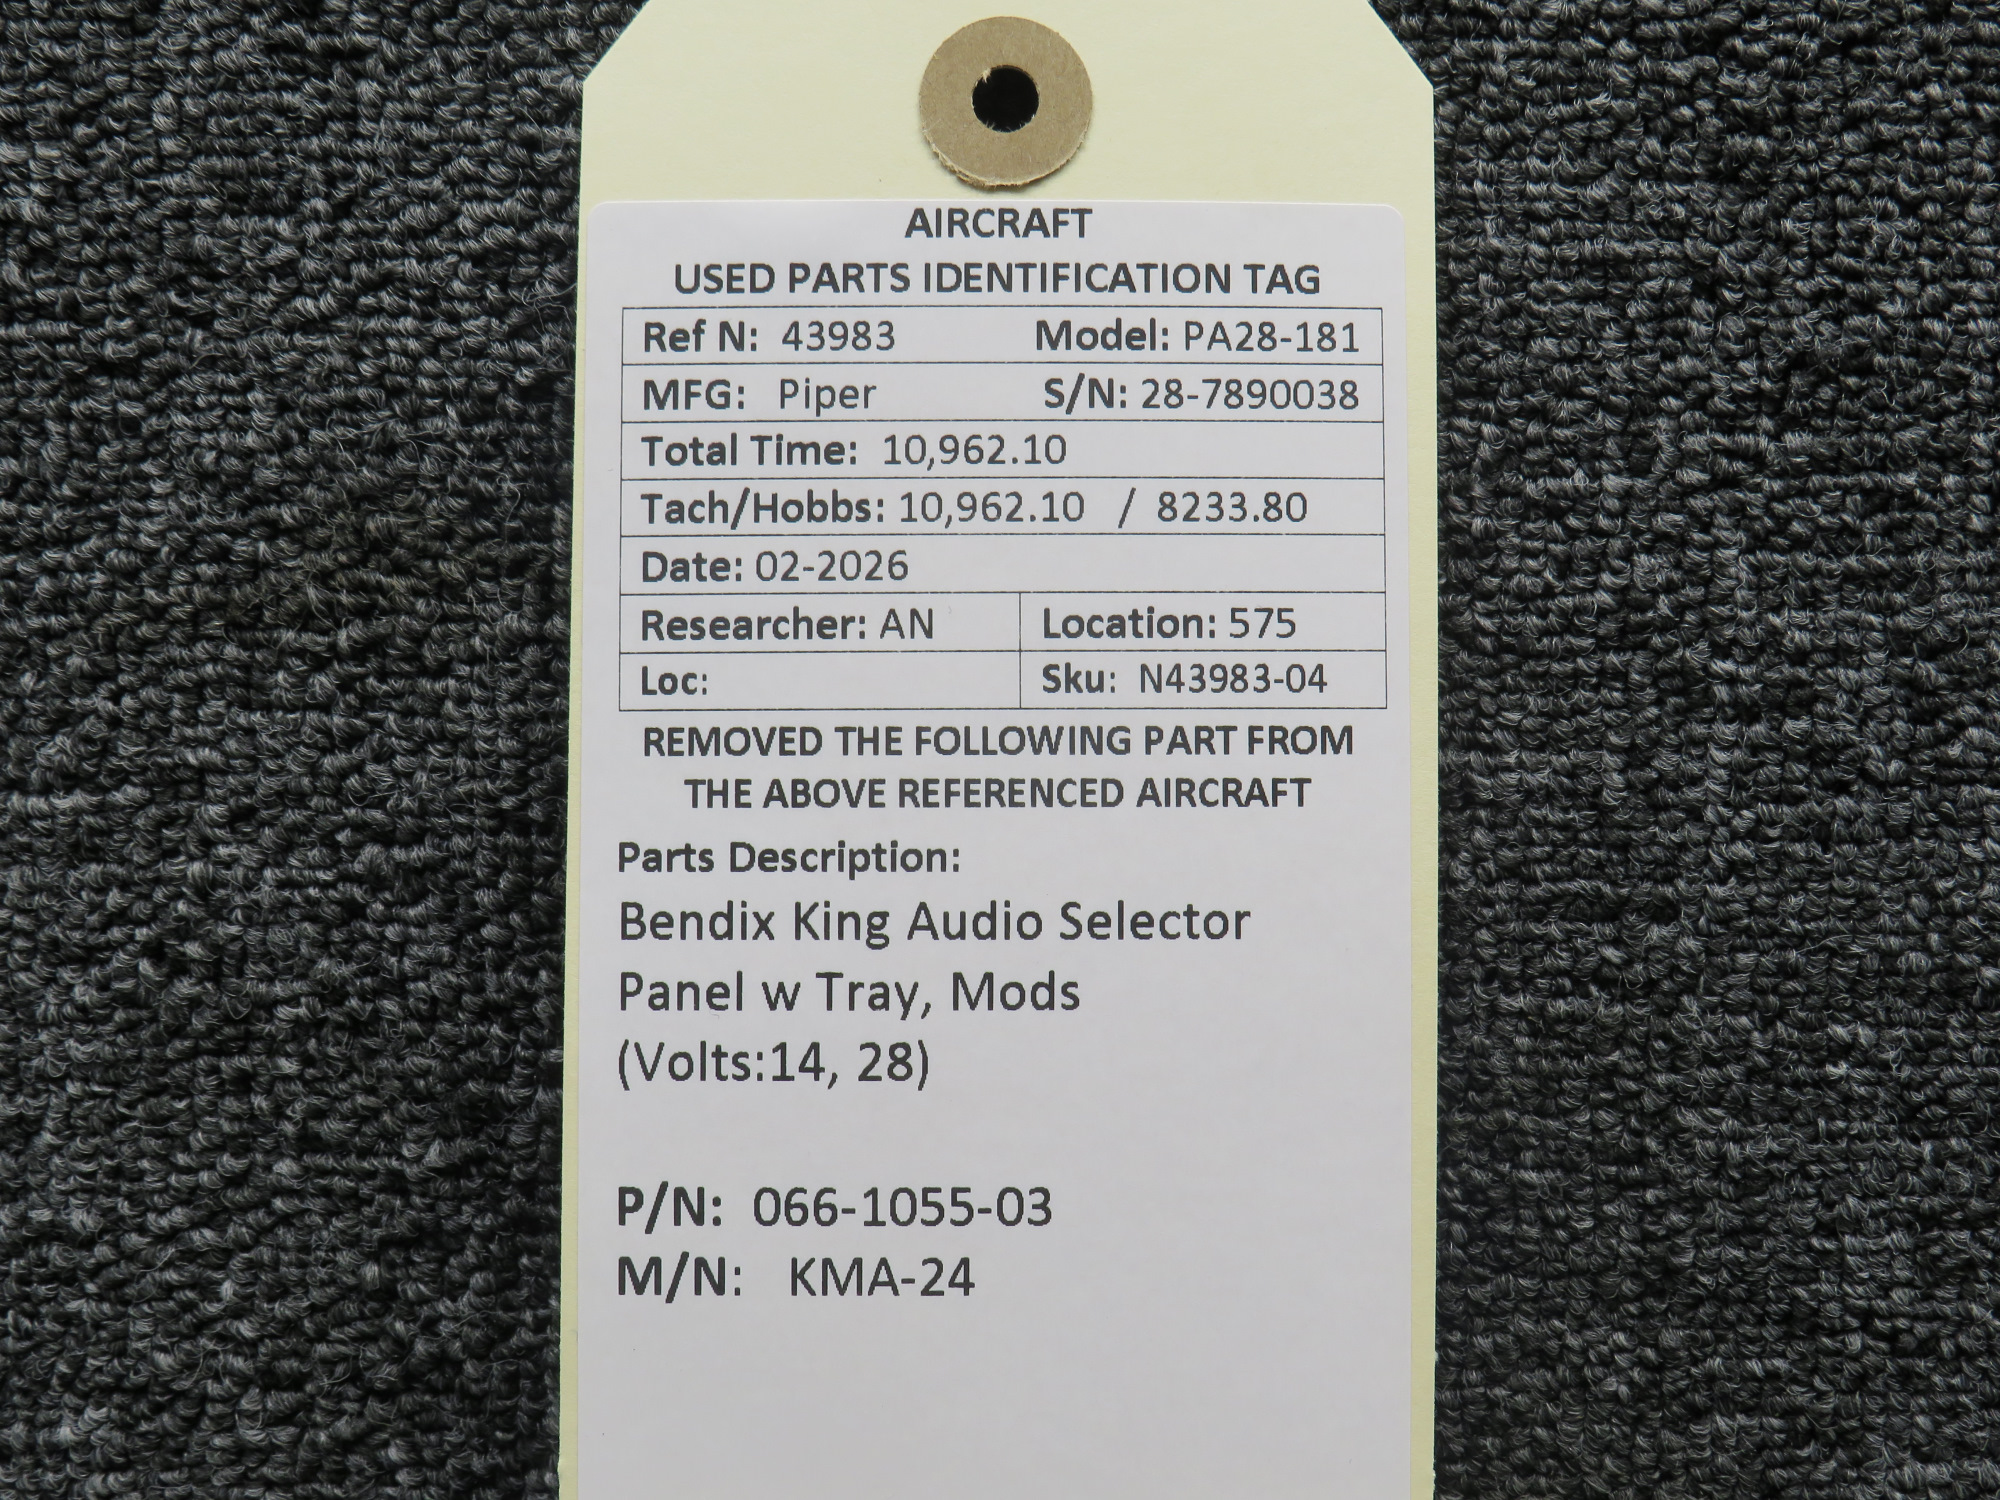 AIRCRAFT
USED PARTS IDENTIFICATION TAG
Ref N: 43983 Model: PA28-181
MFG: Piper S/N: 28-7890038
Total Time: 10,962.10
Tach/Hobbs: 10,962.10 / 8233.80
Date: 02-2026
Researcher: AN Location: 575
Loc: Sku: N43983-04
REMOVED THE FOLLOWING PART FROM
THE ABOVE REFERENCED AIRCRAFT
Parts Description:
Bendix King Audio Selector
Panel w Tray, Mods
(Volts:14, 28)
P/N: 066-1055-03
M/N: KMA-24